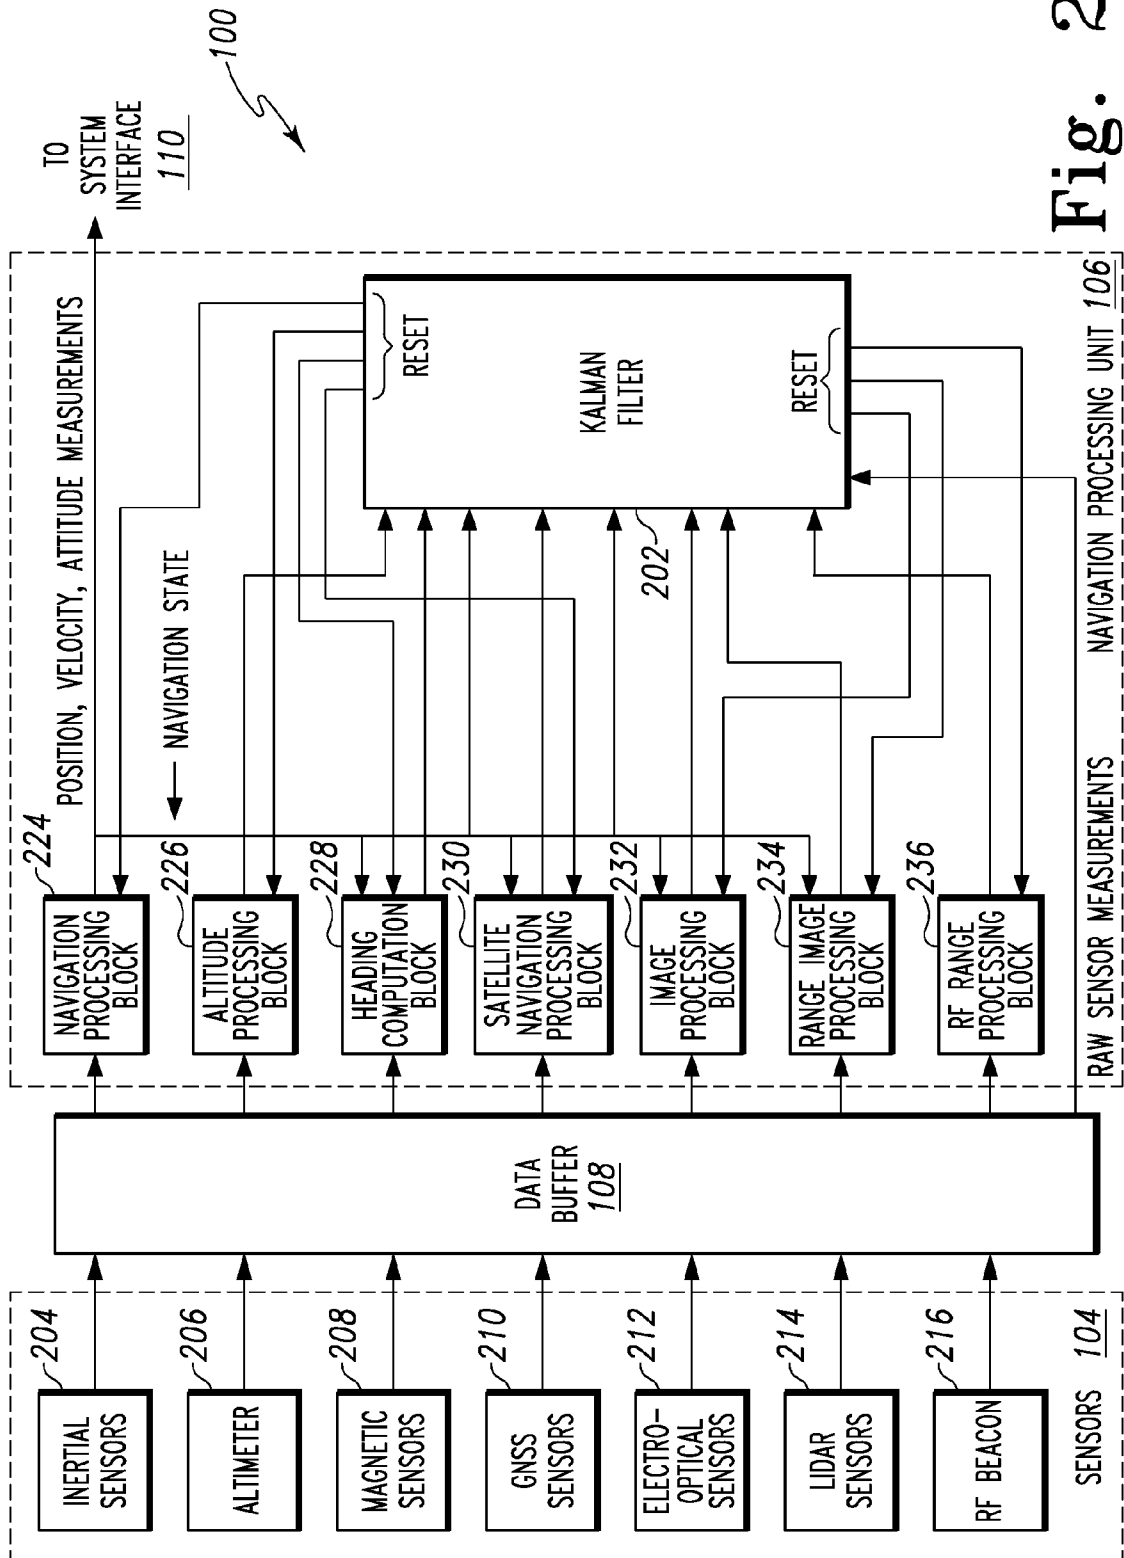 TO
SYSTEM
INTERFACE
110
100
POSITION, VELOCITY, ATTITUDE MEASUREMENTS
NAVIGATION STATE
204
INERTIAL
SENSORS
206
ALTIMETER
208
MAGNETIC
SENSORS
210
GNSS
SENSORS
212
ELECTRO-
OPTICAL
SENSORS
214
LIDAR
SENSORS
216
RF BEACON
SENSORS
104
DATA
BUFFER
108
224
NAVIGATION
PROCESSING
BLOCK
226
ALTITUDE
PROCESSING
BLOCK
228
HEADING
COMPUTATION
BLOCK
230
SATELLITE
NAVIGATION
PROCESSING
BLOCK
232
IMAGE
PROCESSING
BLOCK
234
RANGE IMAGE
PROCESSING
BLOCK
236
RF RANGE
PROCESSING
BLOCK
RESET
KALMAN
FILTER
RESET
202
RAW SENSOR MEASUREMENTS
NAVIGATION PROCESSING UNIT
106
Fig. 2